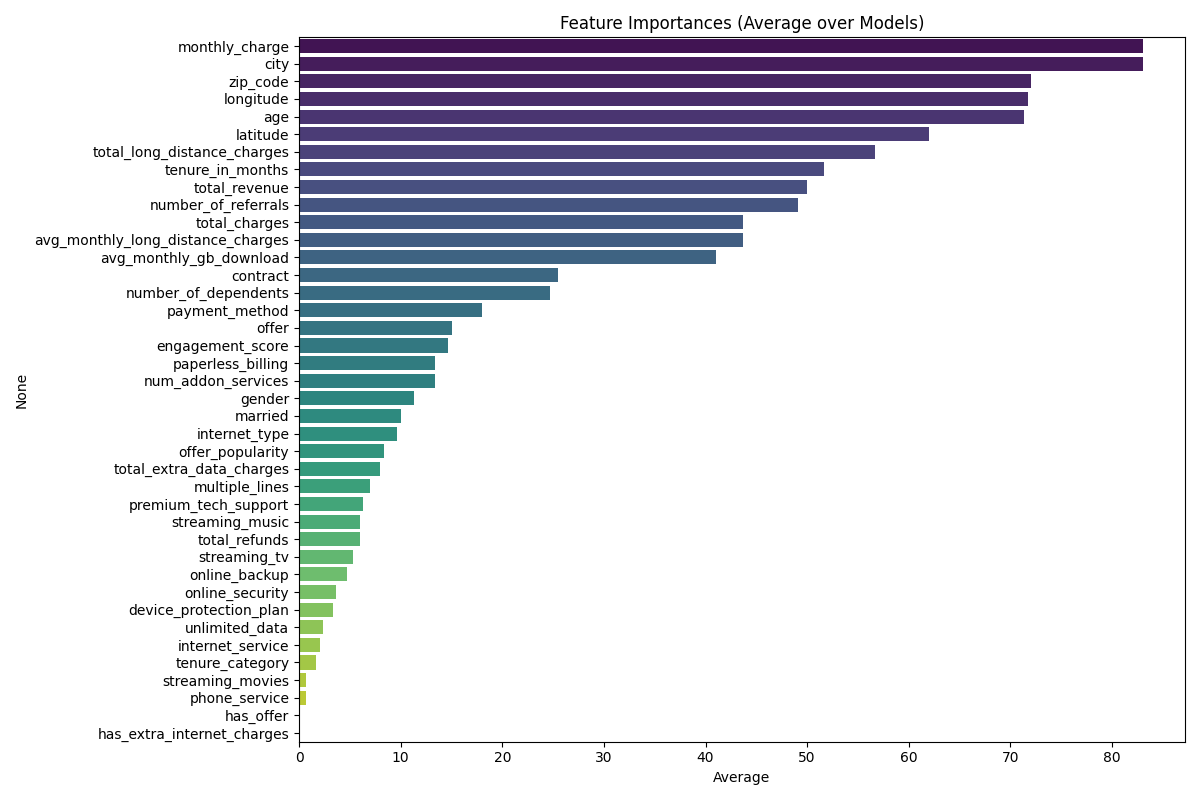 Feature Importances (Average over Models)
monthly_charge
city
zip_code
longitude
age
latitude
total_long_distance_charges
tenure_in_months
total_revenue
number_of_referrals
total_charges
avg_monthly_long_distance_charges
avg_monthly_gb_download
contract
number_of_dependents
payment_method
offer
engagement_score
paperless_billing
num_addon_services
gender
married
internet_type
offer_popularity
total_extra_data_charges
multiple_lines
premium_tech_support
streaming_music
total_refunds
streaming_tv
online_backup
online_security
device_protection_plan
unlimited_data
internet_service
tenure_category
streaming_movies
phone_service
has_offer
has_extra_internet_charges
None
0 10 20 30 40 50 60 70 80
Average